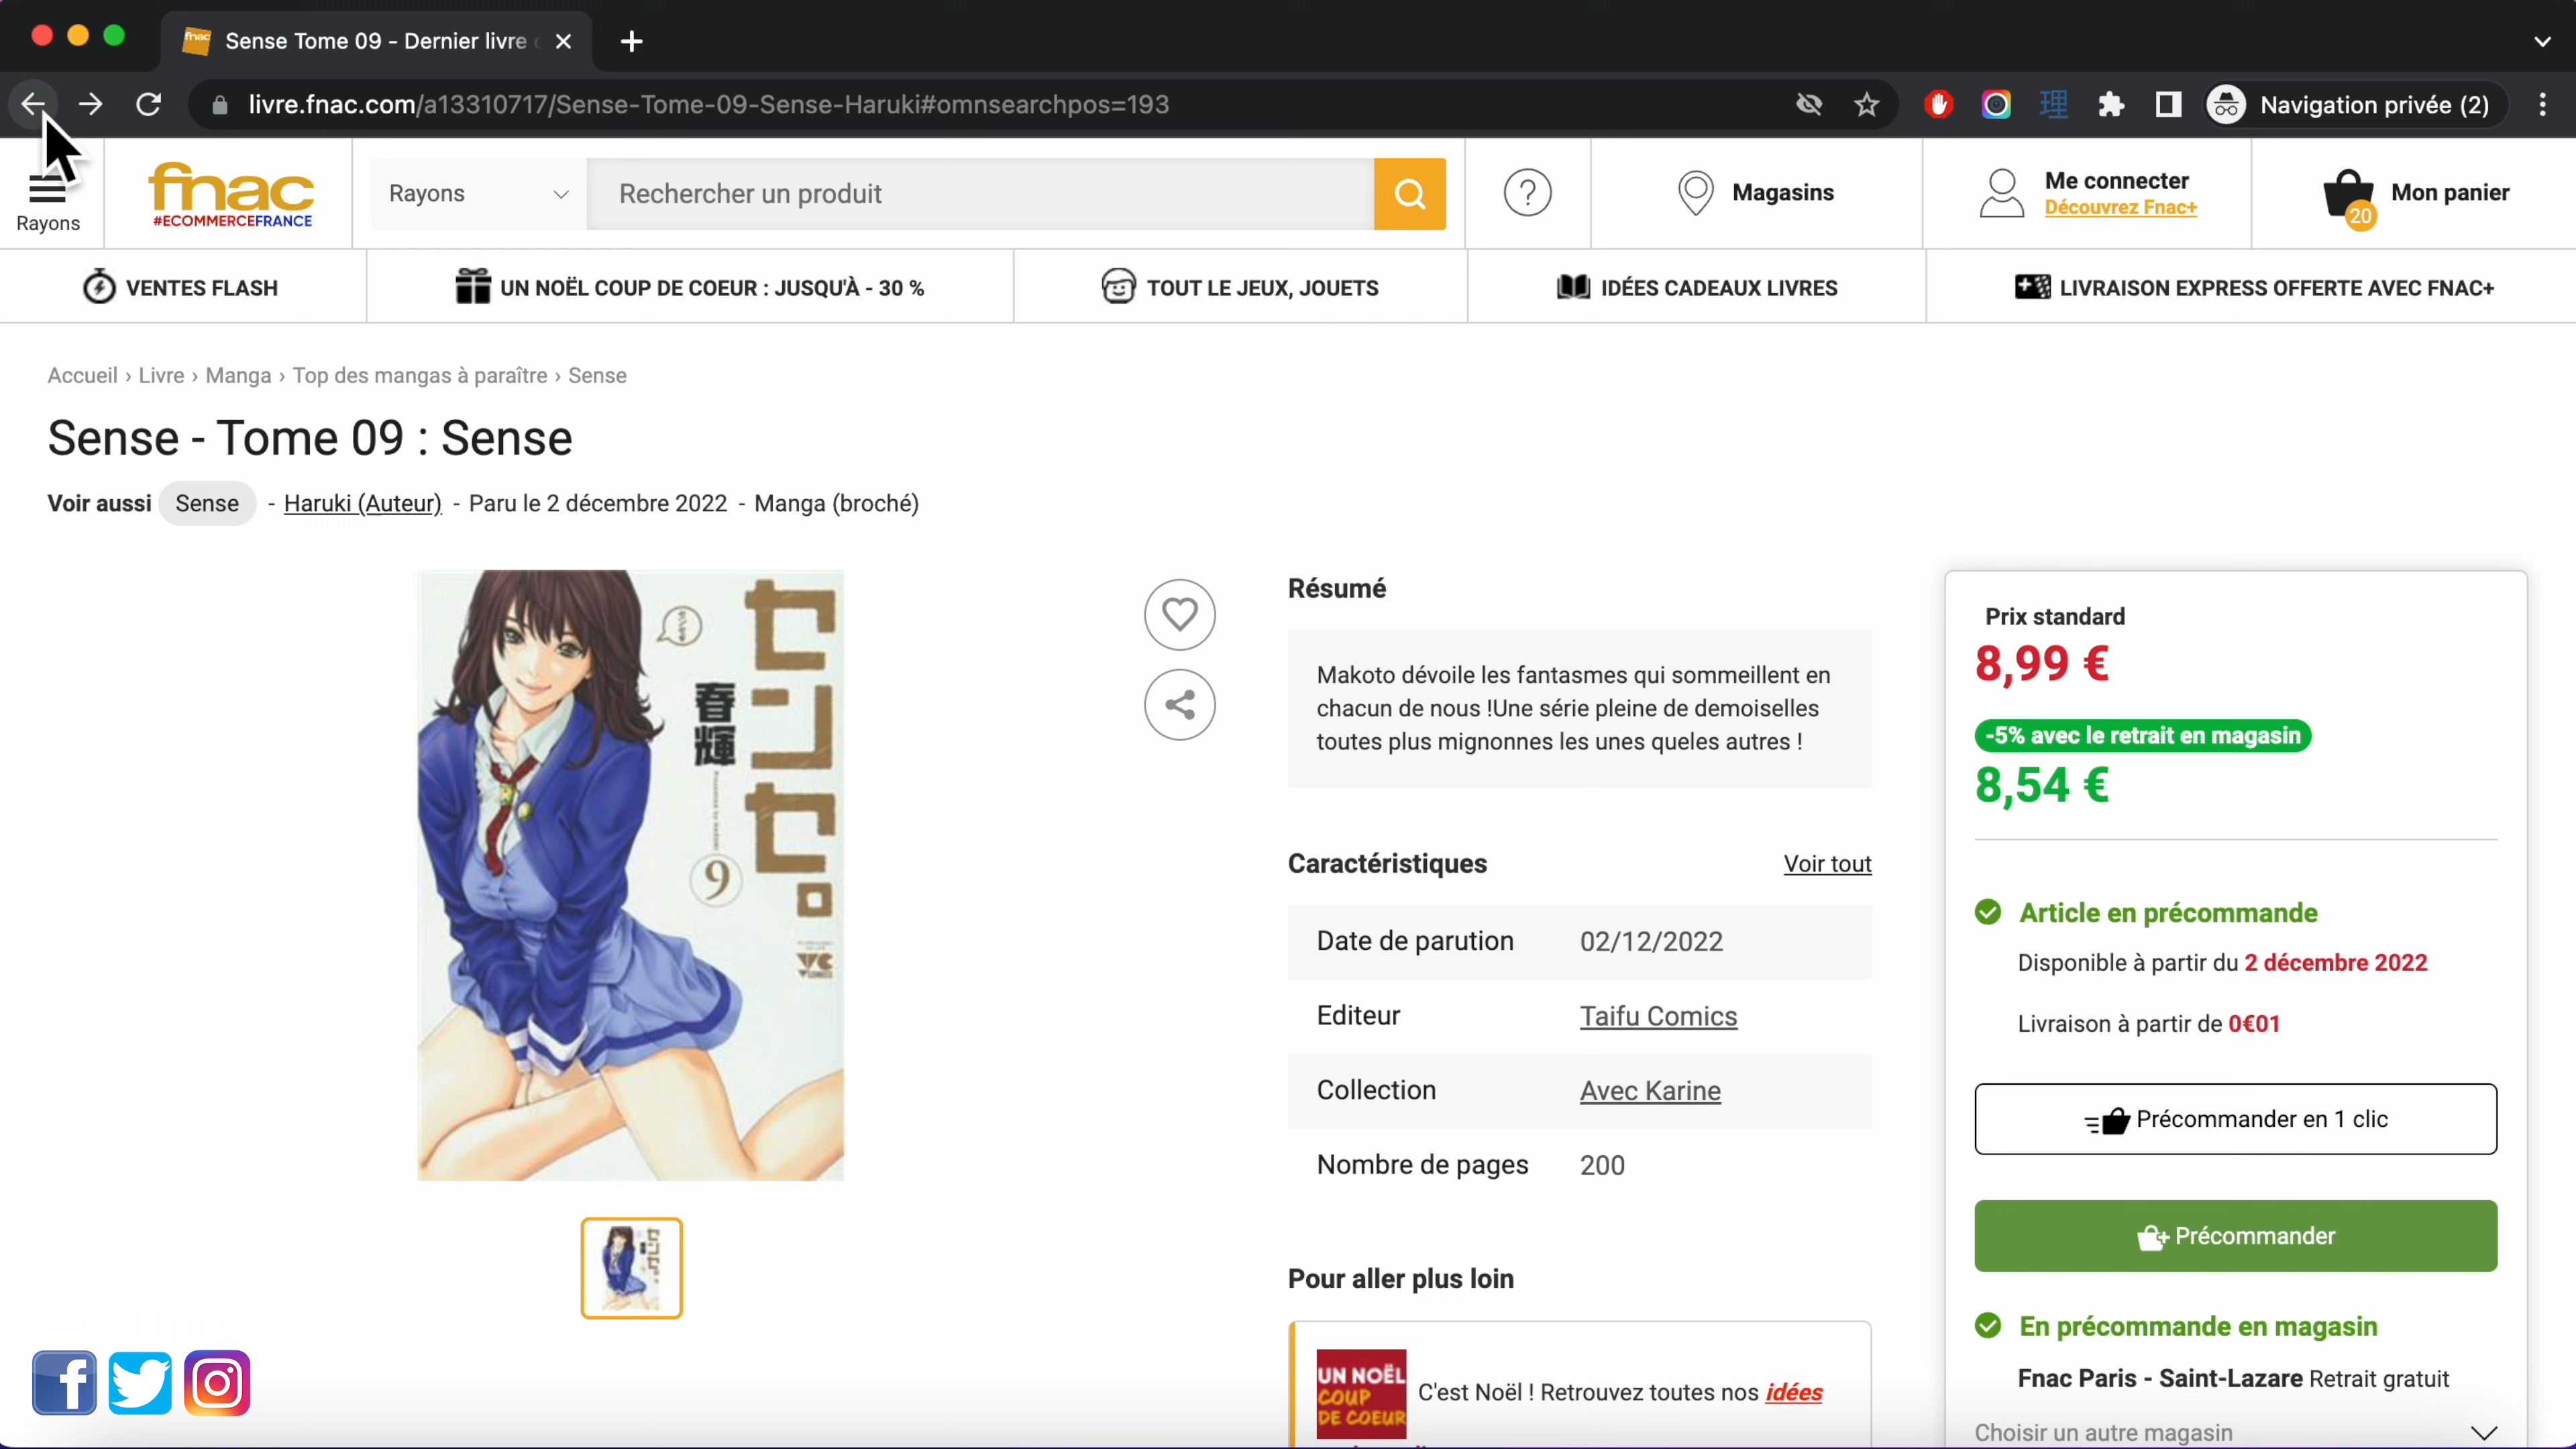 Sense Tome 09 - Dernier livre
livre.fnac.com/a13310717/Sense-Tome-09-Sense-Haruki#omnsearchpos=193
Navigation privée (2)
Rayons
fnac
#ECOMMERCEFRANCE
Rayons
Rechercher un produit
?
Magasins
Me connecter
Découvrez Fnac+
20
Mon panier
VENTES FLASH
UN NOËL COUP DE COEUR : JUSQU'À - 30 %
TOUT LE JEUX, JOUETS
IDÉES CADEAUX LIVRES
LIVRAISON EXPRESS OFFERTE AVEC FNAC+
Accueil › Livre › Manga › Top des mangas à paraître › Sense
Sense - Tome 09 : Sense
Voir aussi Sense - Haruki (Auteur) - Paru le 2 décembre 2022 - Manga (broché)
センセ。
春輝
9
Résumé
Makoto dévoile les fantasmes qui sommeillent en
chacun de nous !Une série pleine de demoiselles
toutes plus mignonnes les unes queles autres !
Caractéristiques
Voir tout
Date de parution 02/12/2022
Editeur Taifu Comics
Collection Avec Karine
Nombre de pages 200
Pour aller plus loin
UN NOËL
COUP
DE COEUR
C'est Noël ! Retrouvez toutes nos idées
Prix standard
8,99 €
-5% avec le retrait en magasin
8,54 €
Article en précommande
Disponible à partir du 2 décembre 2022
Livraison à partir de 0€01
Précommander en 1 clic
Précommander
En précommande en magasin
Fnac Paris - Saint-Lazare Retrait gratuit
Choisir un autre magasin